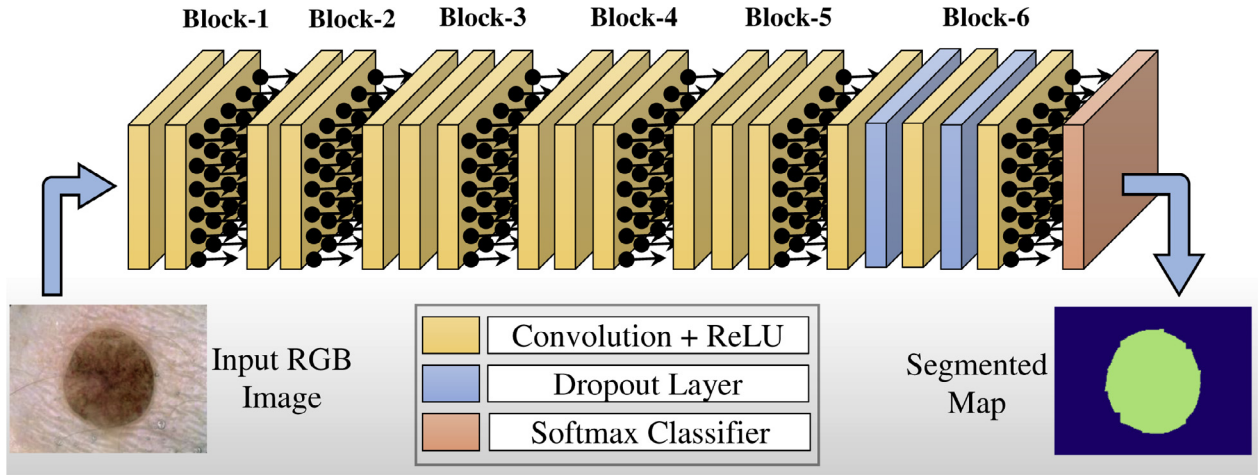 Block-1 Block-2 Block-3 Block-4 Block-5 Block-6
Input RGB
Image
Convolution + ReLU
Dropout Layer
Softmax Classifier
Segmented
Map